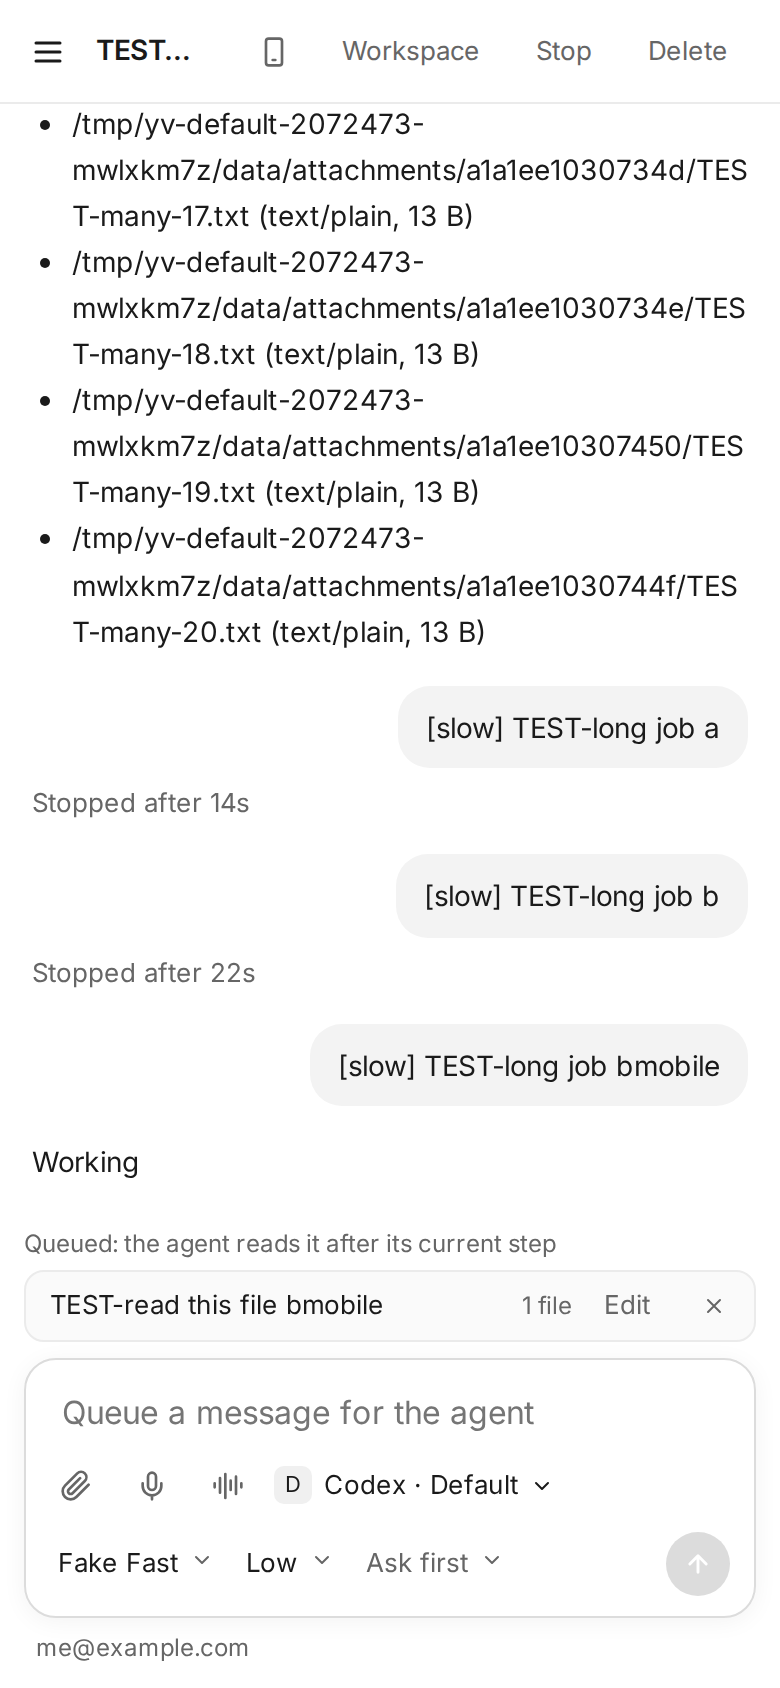 TEST...
Workspace
Stop
Delete
/tmp/yv-default-2072473-
mwlxkm7z/data/attachments/a1a1ee1030734d/TES
T-many-17.txt (text/plain, 13 B)
/tmp/yv-default-2072473-
mwlxkm7z/data/attachments/a1a1ee1030734e/TES
T-many-18.txt (text/plain, 13 B)
/tmp/yv-default-2072473-
mwlxkm7z/data/attachments/a1a1ee10307450/TES
T-many-19.txt (text/plain, 13 B)
/tmp/yv-default-2072473-
mwlxkm7z/data/attachments/a1a1ee1030744f/TES
T-many-20.txt (text/plain, 13 B)
[slow] TEST-long job a
Stopped after 14s
[slow] TEST-long job b
Stopped after 22s
[slow] TEST-long job bmobile
Working
Queued: the agent reads it after its current step
TEST-read this file bmobile
1 file
Edit
Queue a message for the agent
D
Codex · Default
Fake Fast
Low
Ask first
me@example.com